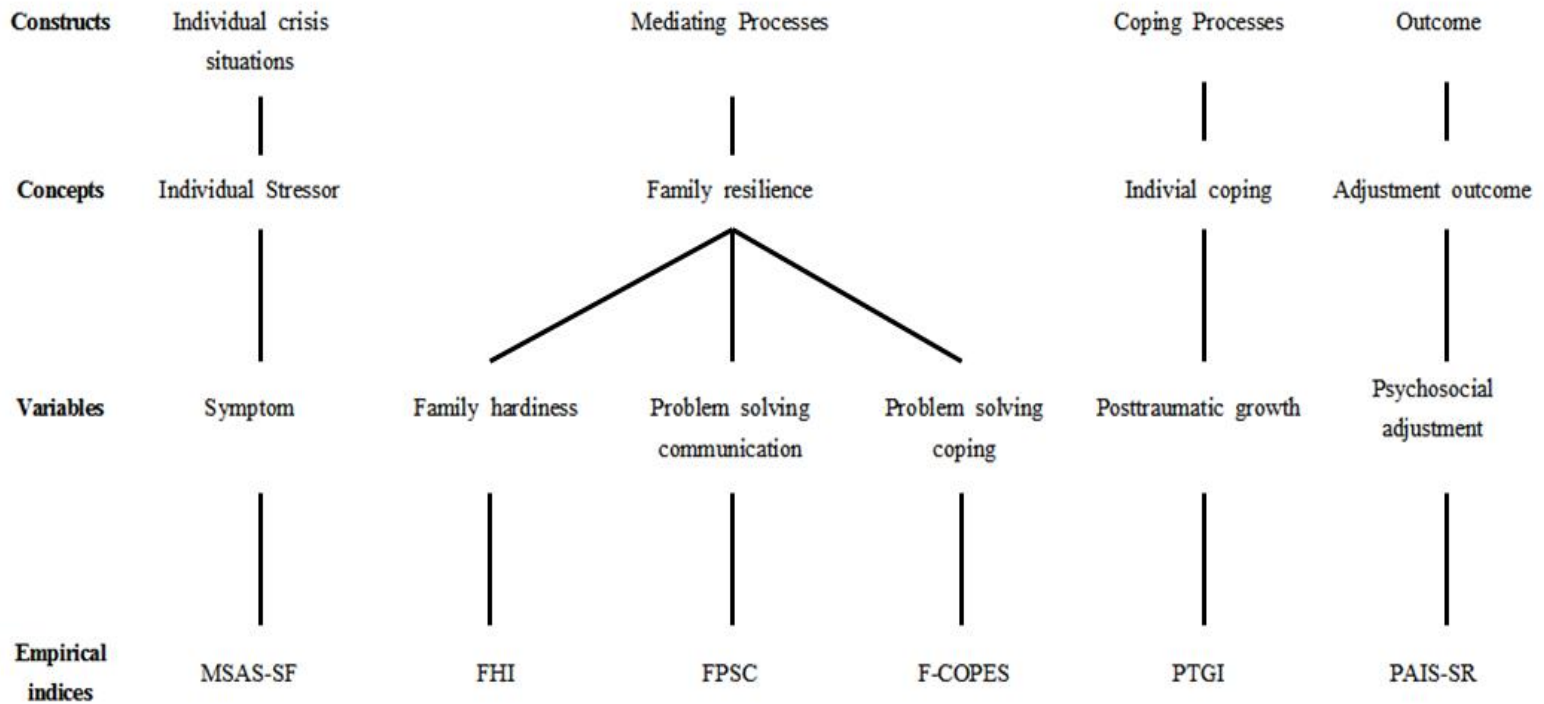 Constructs
Individual crisis
situations
Mediating Processes
Coping Processes
Outcome
Concepts
Individual Stressor
Family resilience
Indivial coping
Adjustment outcome
Variables
Symptom
Family hardiness
Problem solving
communication
Problem solving
coping
Posttraumatic growth
Psychosocial
adjustment
Empirical
indices
MSAS-SF
FHI
FPSC
F-COPES
PTGI
PAIS-SR